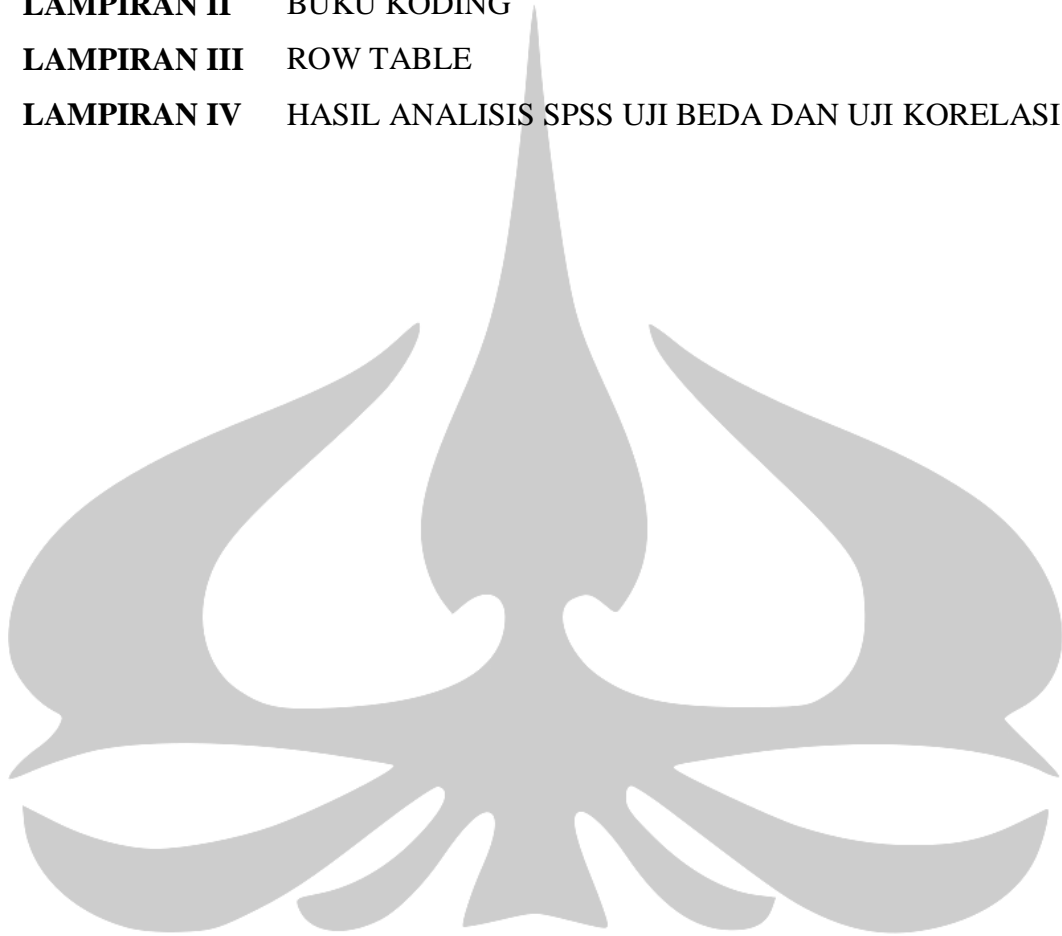 LAMPIRAN II BUKU KODING
LAMPIRAN III ROW TABLE
LAMPIRAN IV HASIL ANALISIS SPSS UJI BEDA DAN UJI KORELASI